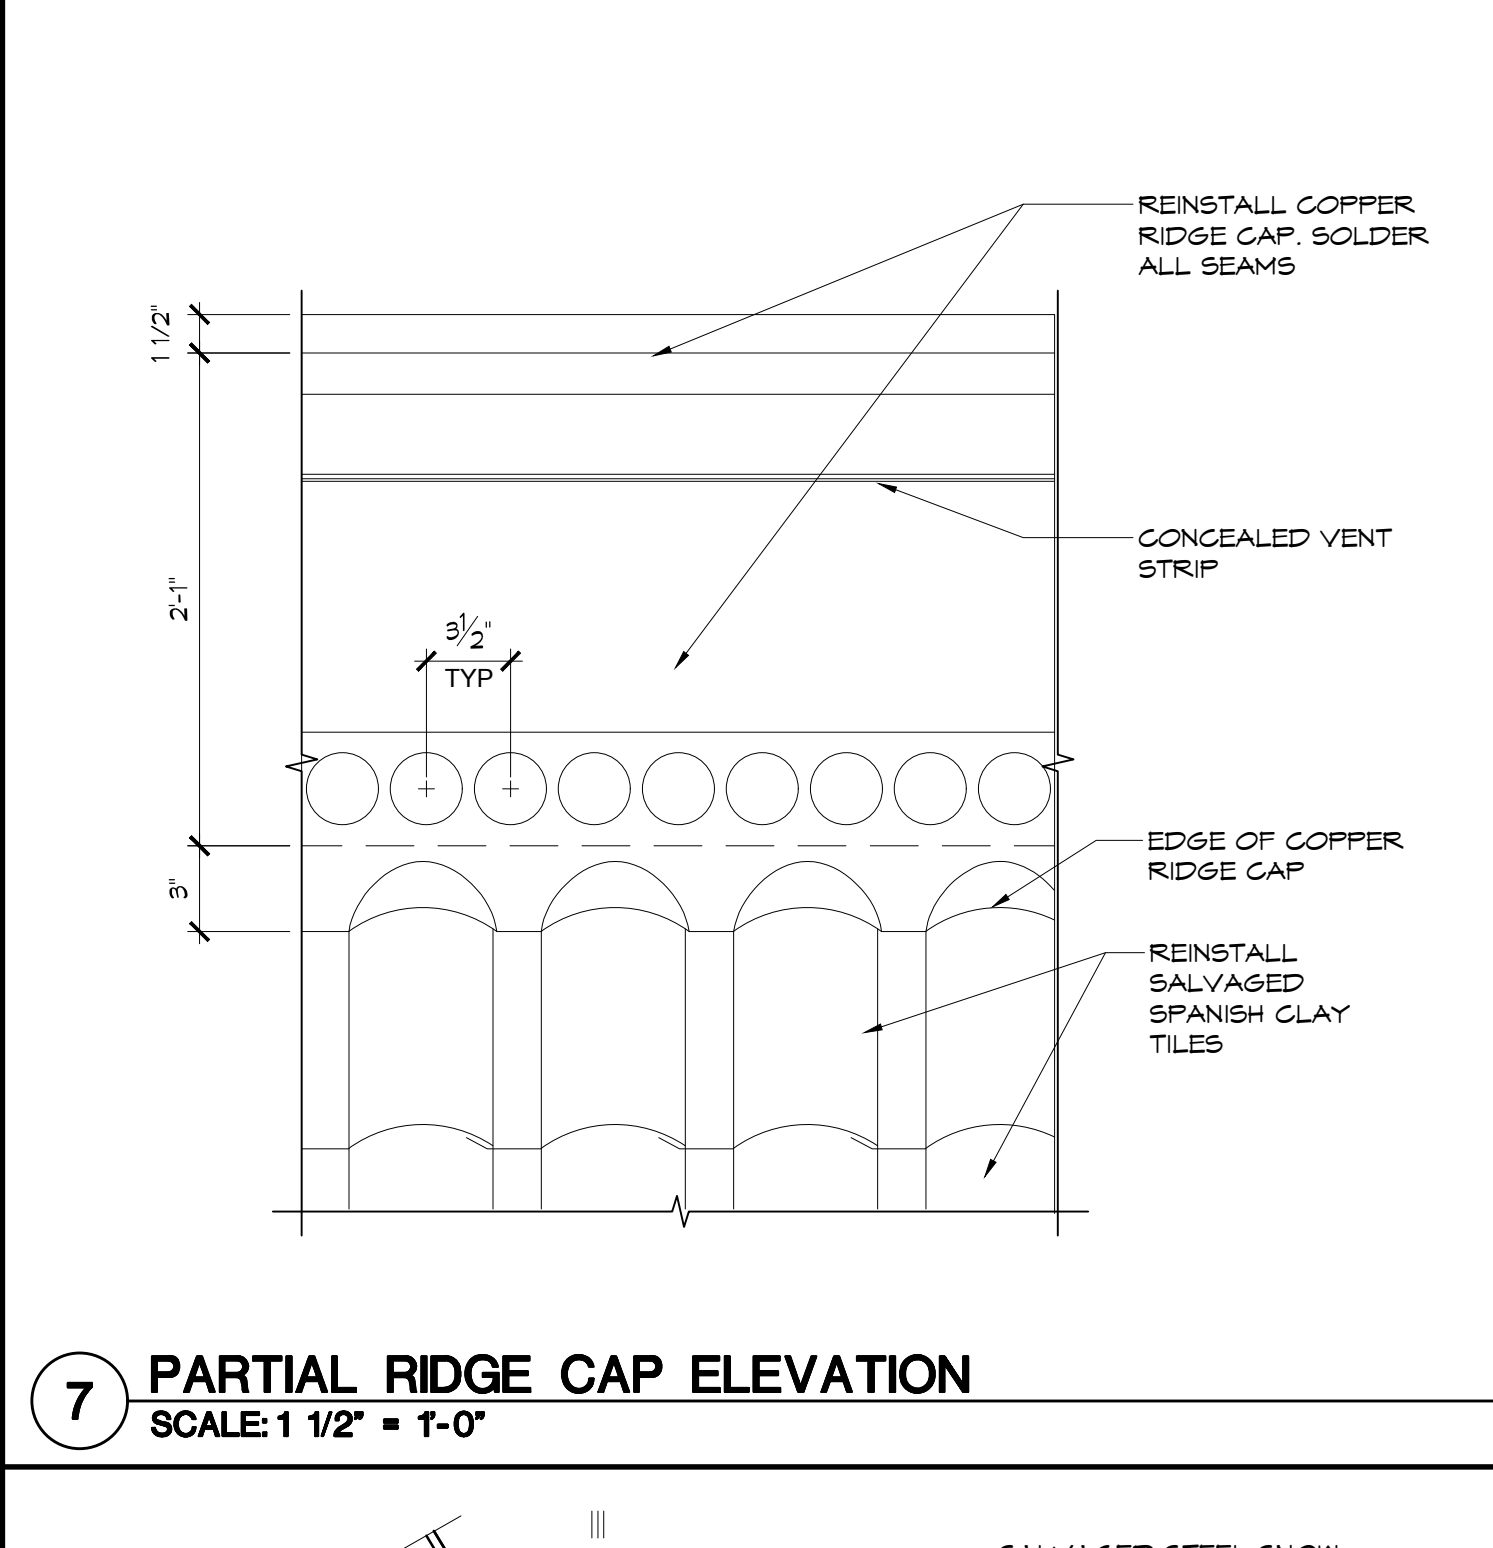 REINSTALL COPPER
RIDGE CAP. SOLDER
ALL SEAMS
1 1/2"
CONCEALED VENT
STRIP
2'-1"
3 1/2"
TYP
EDGE OF COPPER
RIDGE CAP
3"
REINSTALL
SALVAGED
SPANISH CLAY
TILES
7
PARTIAL RIDGE CAP ELEVATION
SCALE: 1 1/2" = 1'-0"